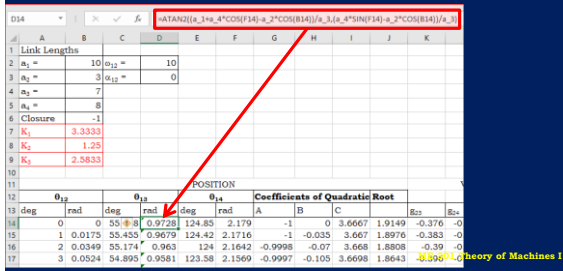 D14 fx =ATAN2((a_1+a_4*COS(F14)-a_2*COS(B14))/a_3,(a_4*SIN(F14)-a_2*SIN(B14))/a_3)
A B C D E F G H I J K
1 Link Lengths
2 a₁ = 10 ω₁₂ = 10
3 a₂ = 3 α₁₂ = 0
4 a₃ = 7
5 a₄ = 8
6 Closure -1
7 K₁ 3.3333
8 K₂ 1.25
9 K₃ 2.5833
10
11 POSITION
12 θ₁₂ θ₁₃ θ₁₄ Coefficients of Quadratic Root
13 deg rad deg rad deg rad A B C g₂₃ g₂₄
14 0 0 55 8 0.9728 124.85 2.179 -1 0 3.6667 1.9149 -0.376 -0
15 1 0.0175 55.455 0.9679 124.42 2.1716 -1 -0.035 3.667 1.8976 -0.383 -0
16 2 0.0349 55.174 0.963 124 2.1642 -0.9998 -0.07 3.668 1.8808 -0.39 -0
17 3 0.0524 54.895 0.9581 123.58 2.1569 -0.9997 -0.105 3.6698 1.8643
Theory of Machines I